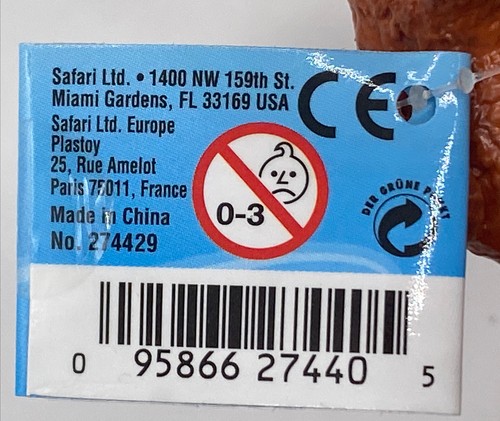 Safari Ltd. • 1400 NW 159th St.
Miami Gardens, FL 33169 USA
Safari Ltd. Europe
Plastoy
25, Rue Amelot
Paris 75011, France
Made in China
No. 274429
CE
0-3
DER GRÜNE PUNKT
0 95866 27440 5